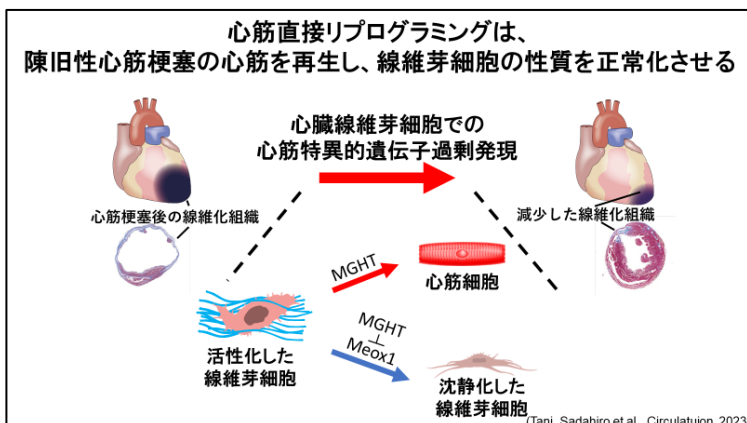 心筋直接リプログラミングは、
陳旧性心筋梗塞の心筋を再生し、線維芽細胞の性質を正常化させる
心臓線維芽細胞での
心筋特異的遺伝子過剰発現
心筋梗塞後の線維化組織
減少した線維化組織
MGHT
心筋細胞
MGHT
⊥
Meox1
活性化した
線維芽細胞
沈静化した
線維芽細胞
(Tani, Sadahiro et al., Circulatuion, 2023